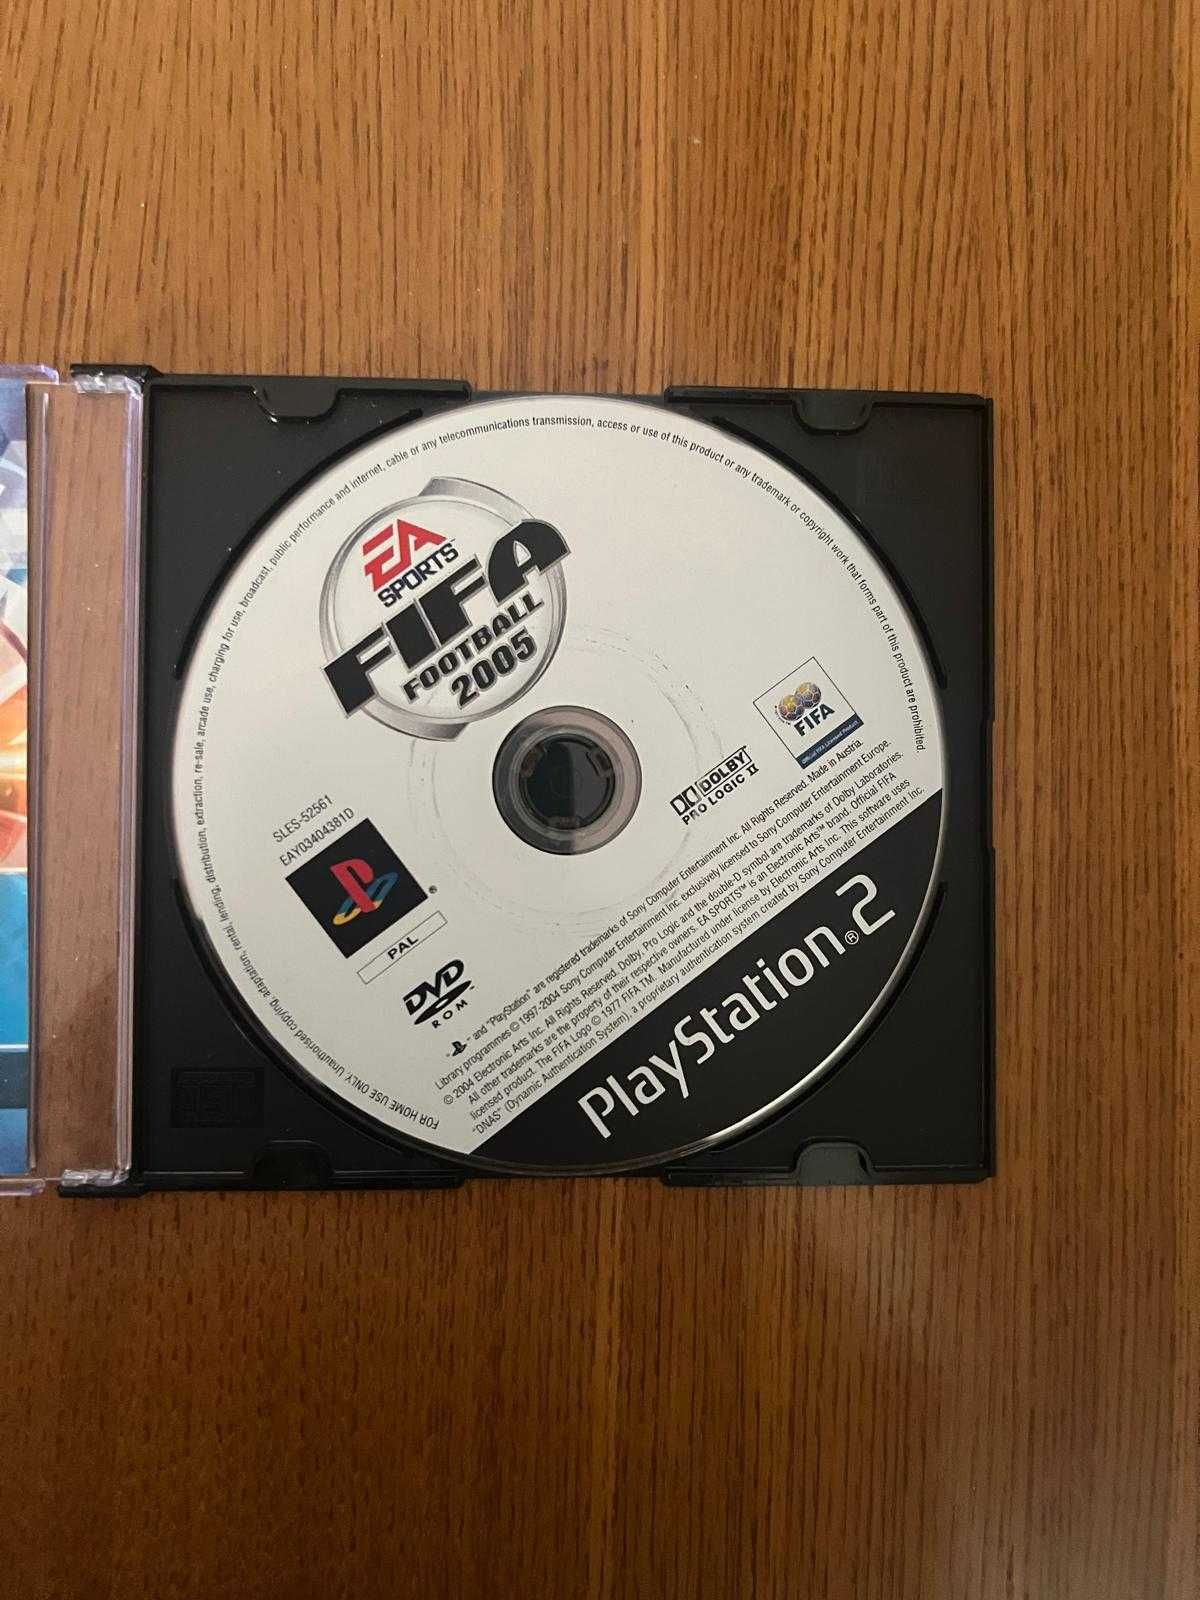 FOR HOME USE ONLY. Unauthorised copying, adaptation, rental, lending, distribution, extraction, re-sale, arcade use, charging for use, broadcast, public performance and internet, cable or any telecommunications transmission, access or use of this product or any trademark or copyright work that forms part of this product are prohibited.
EA
SPORTS™
FIFA
FOOTBALL
2005
FIFA
Official FIFA Licensed Product
DOLBY
PRO LOGIC II
SLES-52561
EAY03404381D
®
PAL
DVD
ROM
" " and "PlayStation" are registered trademarks of Sony Computer Entertainment Inc. All Rights Reserved. Made in Austria.
Library programmes © 1997-2004 Sony Computer Entertainment Inc. exclusively licensed to Sony Computer Entertainment Europe.
© 2004 Electronic Arts Inc. All Rights Reserved. Dolby, Pro Logic and the double-D symbol are trademarks of Dolby Laboratories.
All other trademarks are the property of their respective owners. EA SPORTS™ is an Electronic Arts™ brand. Official FIFA
licensed product. The FIFA Logo © 1977 FIFA TM. Manufactured under license by Electronic Arts Inc. This software uses
"DNAS" (Dynamic Authentication System), a proprietary authentication system created by Sony Computer Entertainment Inc.
PlayStation®2